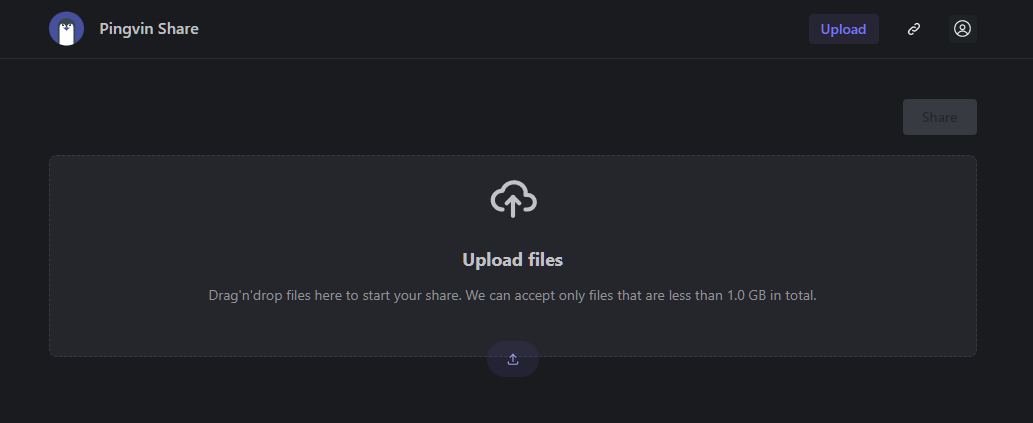 Pingvin Share
Upload
Share
Upload files
Drag'n'drop files here to start your share. We can accept only files that are less than 1.0 GB in total.